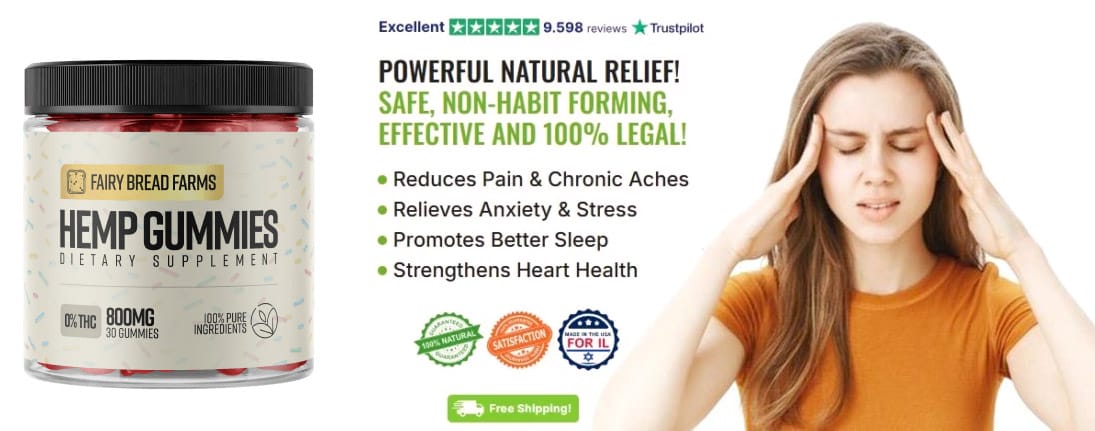 Excellent 9.598 reviews Trustpilot
POWERFUL NATURAL RELIEF!
SAFE, NON-HABIT FORMING,
EFFECTIVE AND 100% LEGAL!
Reduces Pain & Chronic Aches
Relieves Anxiety & Stress
Promotes Better Sleep
Strengthens Heart Health
FAIRY BREAD FARMS
HEMP GUMMIES
DIETARY SUPPLEMENT
0% THC
800MG
30 GUMMIES
100% PURE
INGREDIENTS
GUARANTEED
100% NATURAL
GUARANTEED
SATISFACTION
MADE IN THE USA
FOR IL
Free Shipping!